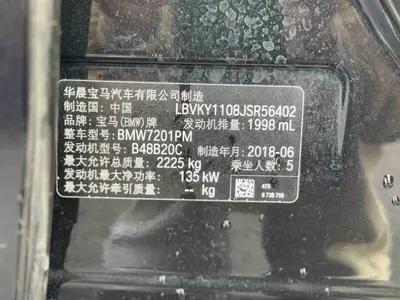 华晨宝马汽车有限公司制造
制造国：中国 LBVKY1108JSR56402
品牌：宝马(BMW)牌 发动机排量：1998 mL
整车型号：BMW7201PM
发动机型号：B48B20C 制造年月：2018-06
最大允许总质量：2225 kg 乘坐人数：5
发动机最大净功率：135 kW
最大允许牵引质量：-- kg
475